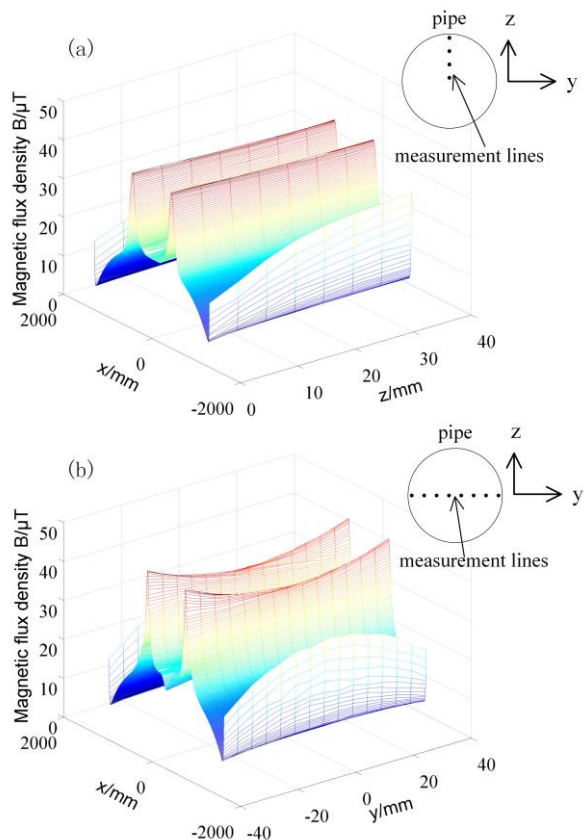 (a)
pipe
z
y
measurement lines
Magnetic flux density B/μT
50
40
30
20
10
0
2000
0
-2000
x/mm
0
10
20
30
40
z/mm
(b)
pipe
z
y
measurement lines
Magnetic flux density B/μT
50
40
30
20
10
0
2000
0
-2000
x/mm
-40
-20
0
20
40
y/mm